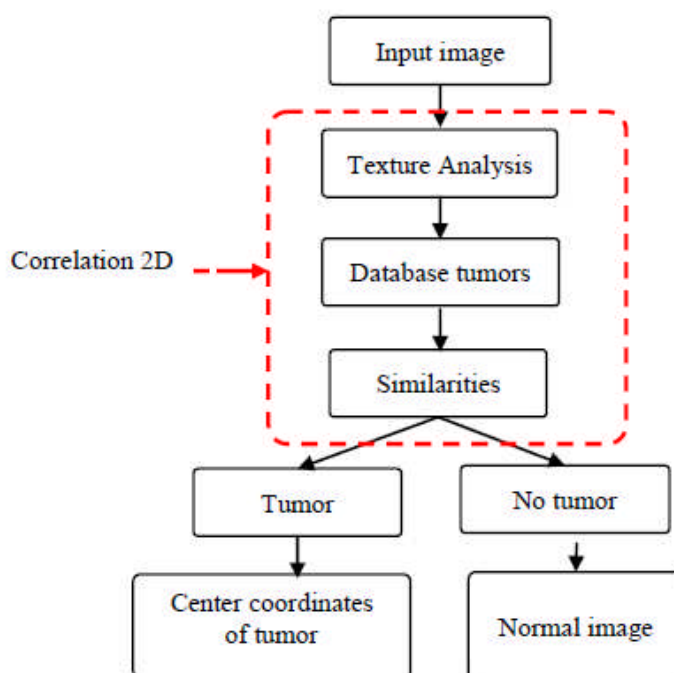 Input image
Texture Analysis
Correlation 2D
Database tumors
Similarities
Tumor
No tumor
Center coordinates
of tumor
Normal image